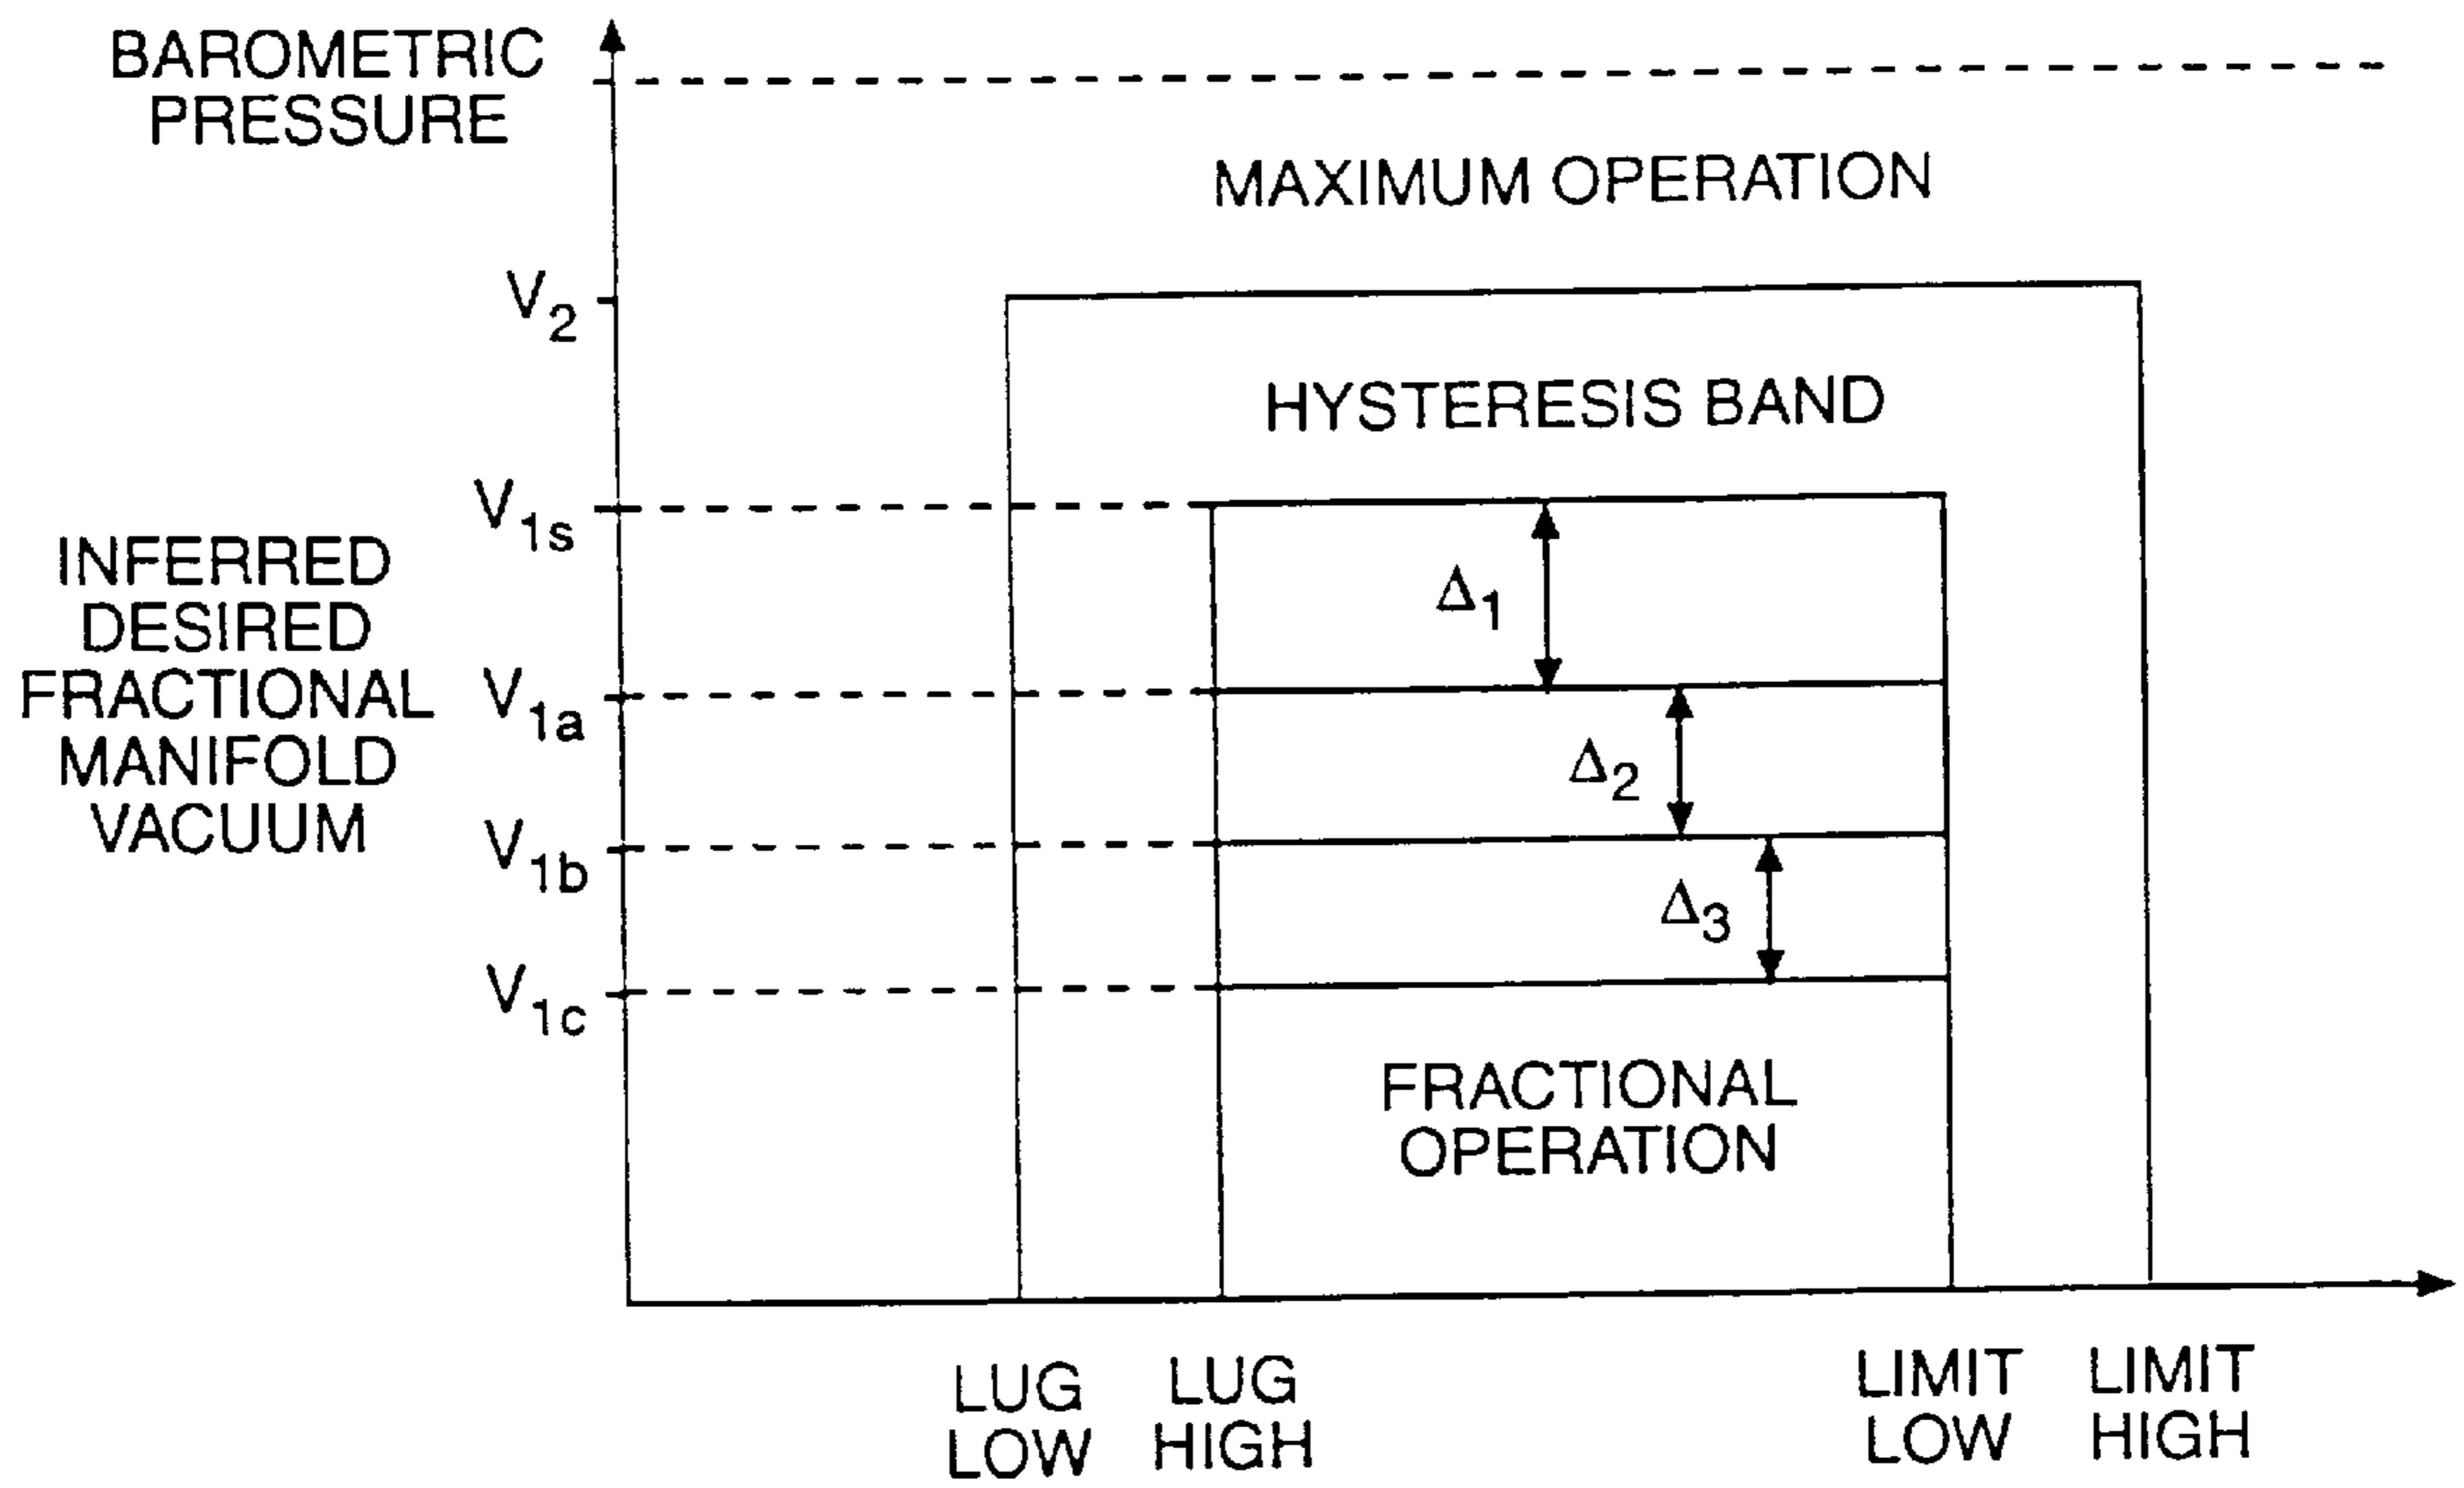 BAROMETRIC
PRESSURE
MAXIMUM OPERATION
V2
HYSTERESIS BAND
V1s
INFERRED
DESIRED
FRACTIONAL
MANIFOLD
VACUUM
Δ1
V1a
Δ2
V1b
Δ3
V1c
FRACTIONAL
OPERATION
LUG
LOW
LUG
HIGH
LIMIT
LOW
LIMIT
HIGH